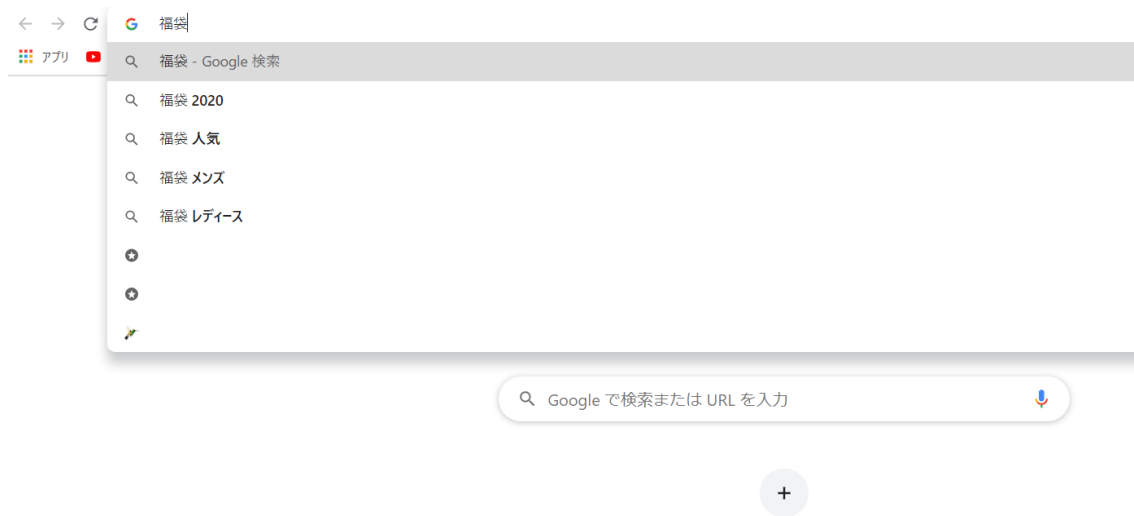 福袋
アプリ
福袋 - Google 検索
福袋 2020
福袋 人気
福袋 メンズ
福袋 レディース
Google で検索または URL を入力